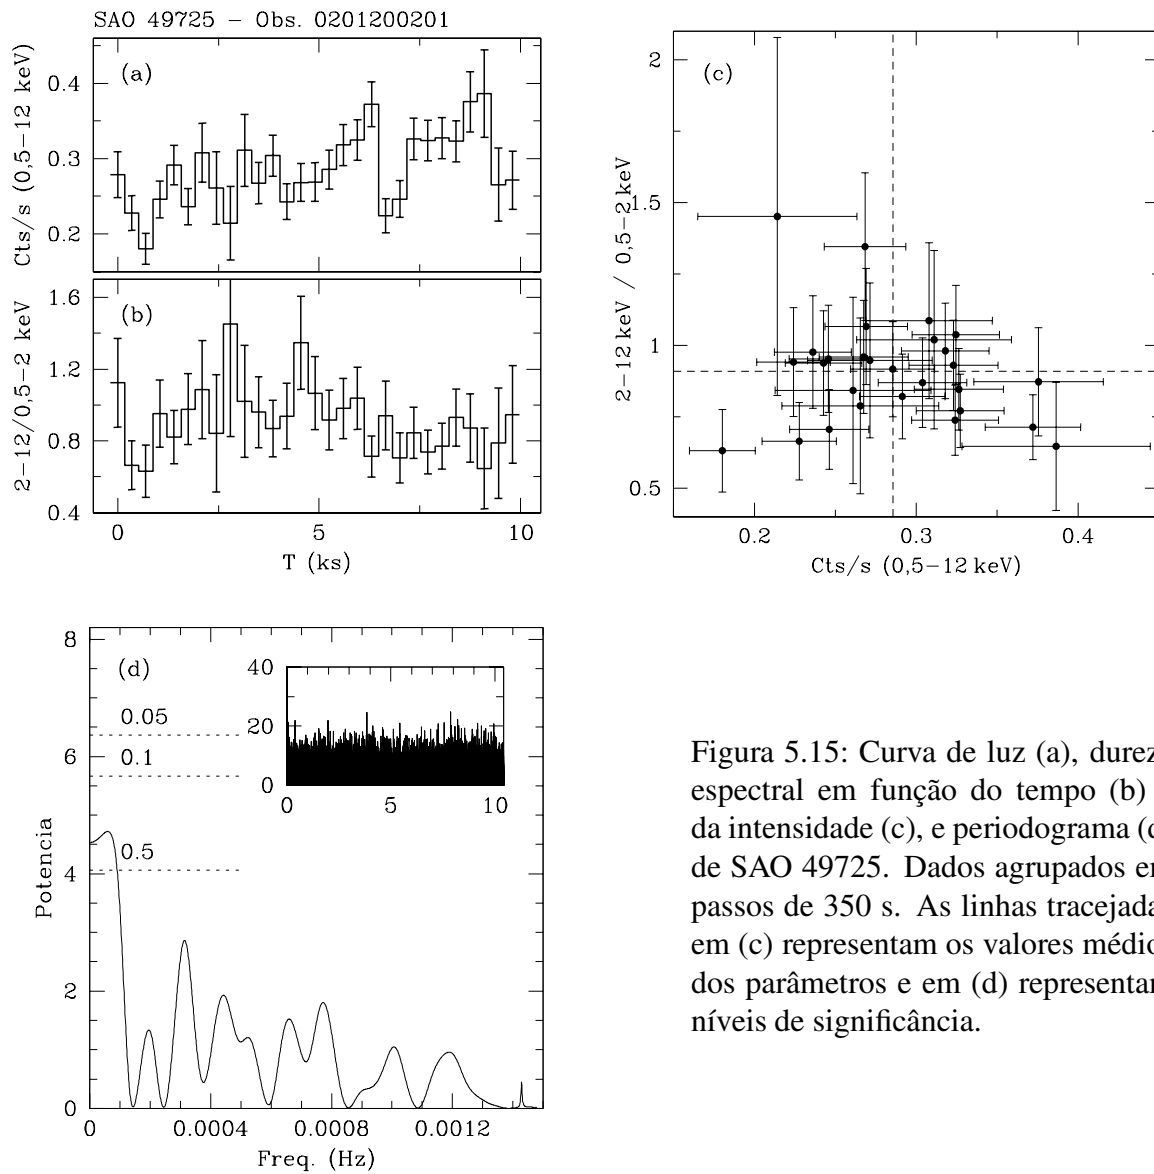 SAO 49725 – Obs. 0201200201
(a)
Cts/s (0,5–12 keV)
0.4
0.3
0.2
(b)
2–12/0,5–2 keV
1.6
1.2
0.8
0.4
0 5 10
T (ks)
(c)
2–12 keV / 0,5–2 keV
2
1.5
1
0.5
0.2 0.3 0.4
Cts/s (0,5–12 keV)
(d)
Potencia
8
6
4
2
0
0.05
0.1
0.5
40
20
0
0 5 10
0 0.0004 0.0008 0.0012
Freq. (Hz)
Figura 5.15: Curva de luz (a), durez
espectral em função do tempo (b)
da intensidade (c), e periodograma (d
de SAO 49725. Dados agrupados em
passos de 350 s. As linhas tracejada
em (c) representam os valores médio
dos parâmetros e em (d) representam
níveis de significância.